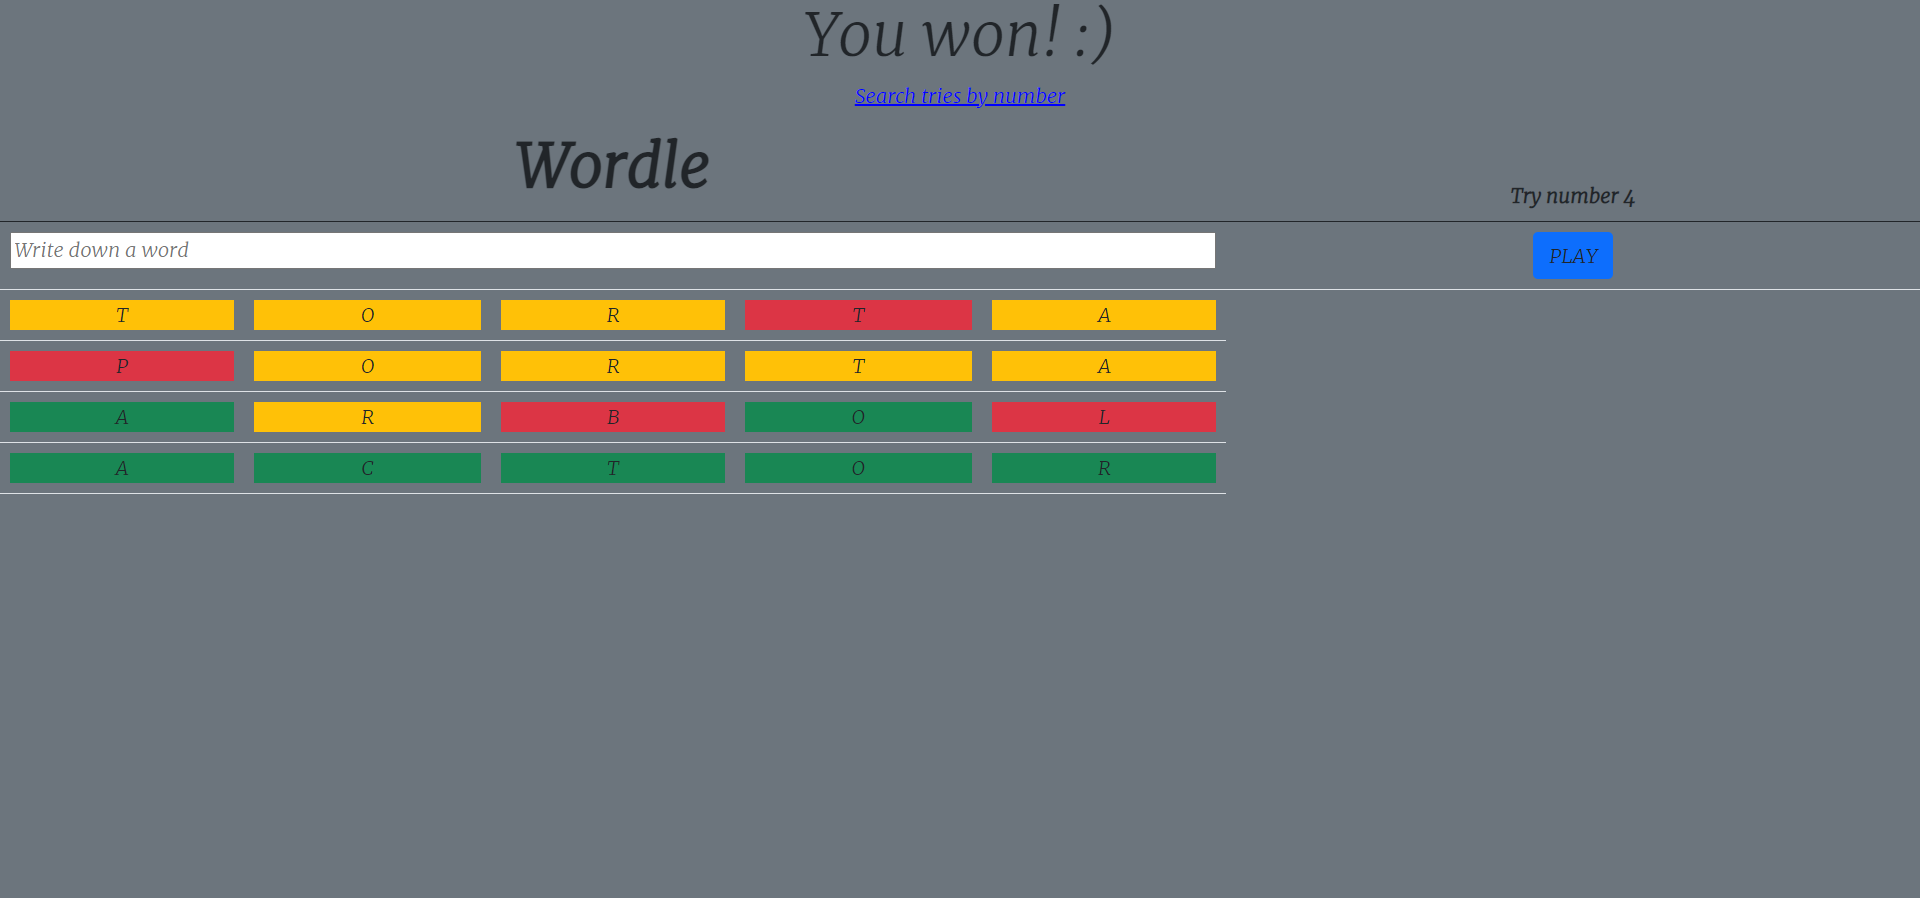 You won! :)
Search tries by number
Wordle
Try number 4
Write down a word
PLAY
T O R T A
P O R T A
A R B O L
A C T O R